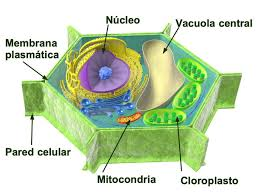 Núcleo
Vacuola central
Membrana
plasmática
Pared celular
Mitocondria
Cloroplasto